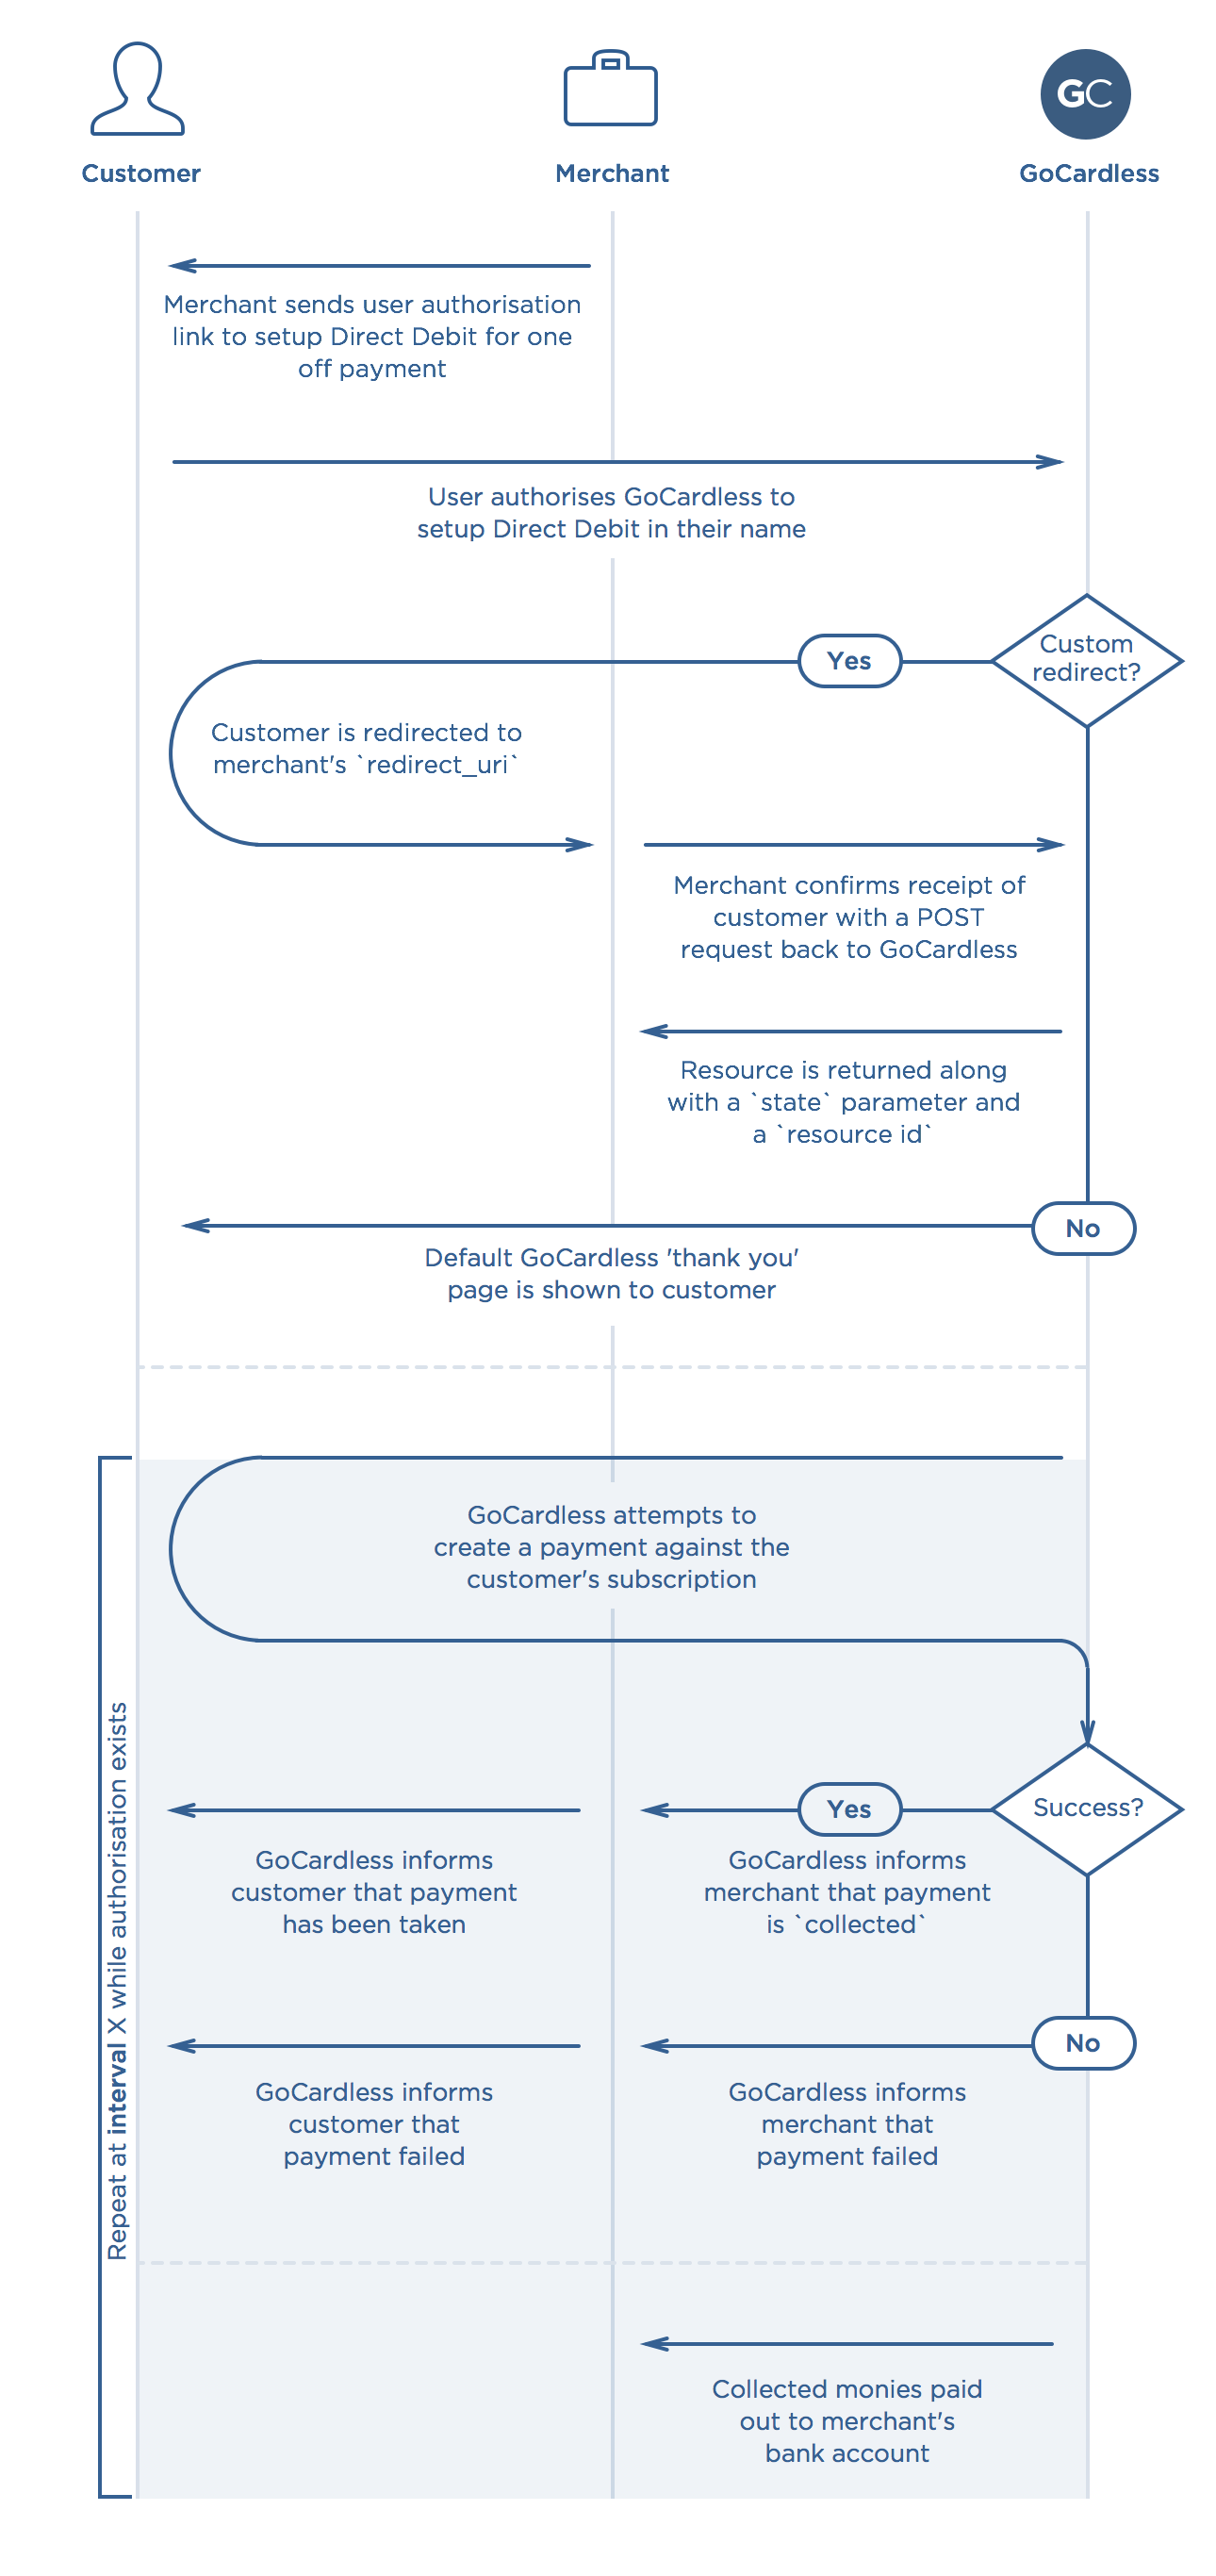 GC
Customer
Merchant
GoCardless
Merchant sends user authorisation
link to setup Direct Debit for one
off payment
User authorises GoCardless to
setup Direct Debit in their name
Custom
redirect?
Yes
Customer is redirected to
merchant's `redirect_uri`
Merchant confirms receipt of
customer with a POST
request back to GoCardless
Resource is returned along
with a `state` parameter and
a `resource id`
No
Default GoCardless 'thank you'
page is shown to customer
Repeat at interval X while authorisation exists
GoCardless attempts to
create a payment against the
customer's subscription
Success?
Yes
GoCardless informs
customer that payment
has been taken
GoCardless informs
merchant that payment
is `collected`
No
GoCardless informs
customer that
payment failed
GoCardless informs
merchant that
payment failed
Collected monies paid
out to merchant's
bank account